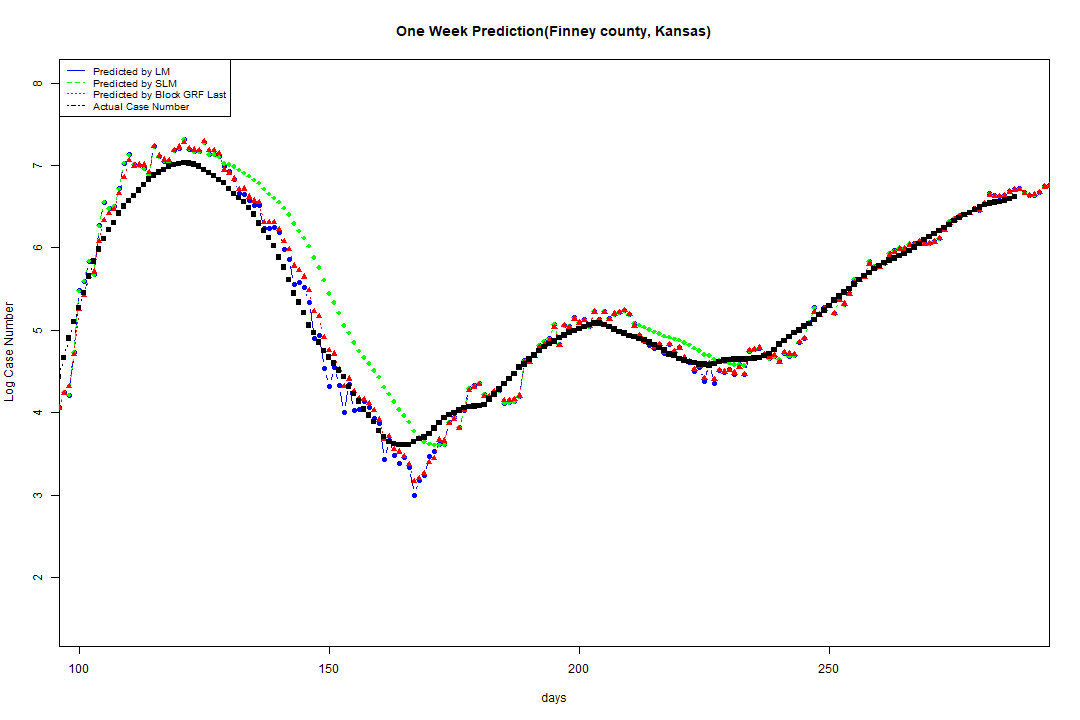 One Week Prediction(Finney county, Kansas)
Predicted by LM
Predicted by SLM
Predicted by Block GRF Last
Actual Case Number
8
7
6
5
4
3
2
Log Case Number
100 150 200 250
days